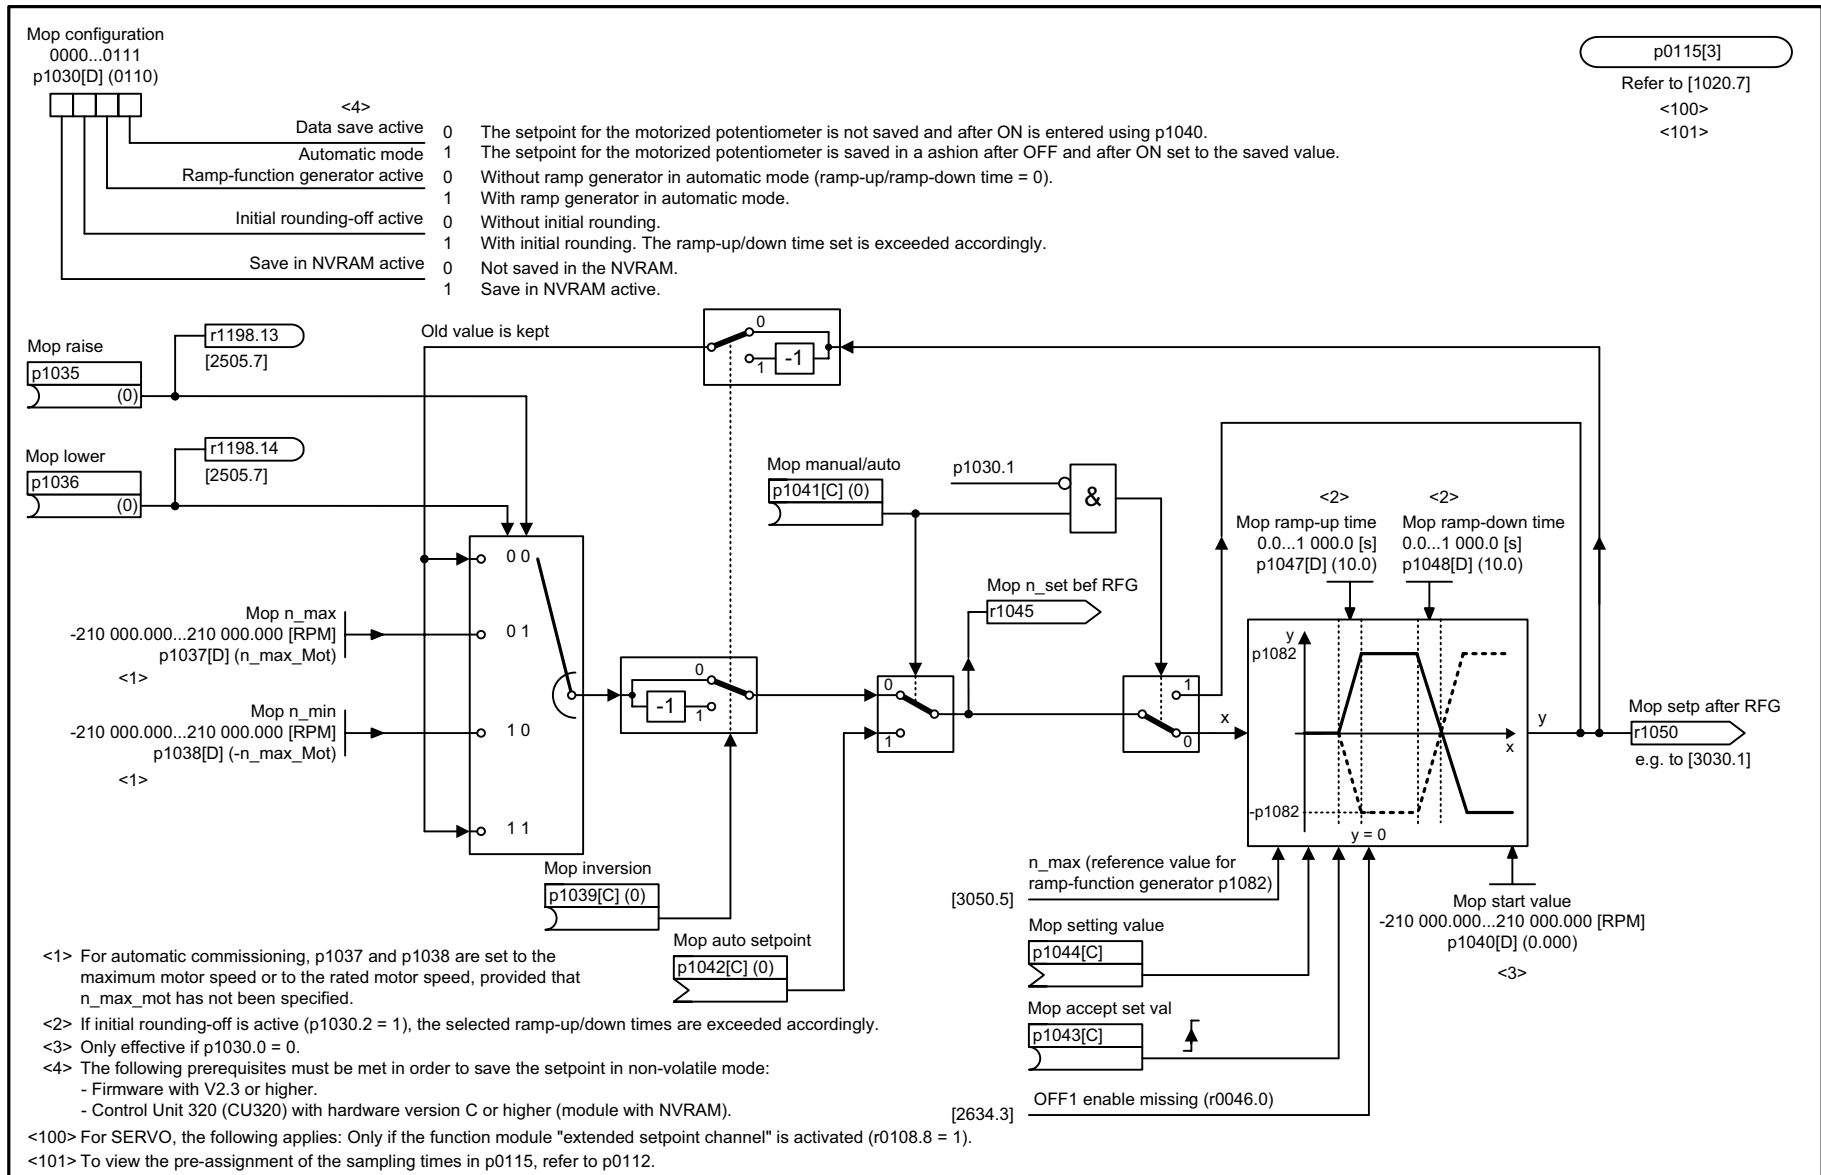 Mop configuration
0000...0111
p1030[D] (0110)
p0115[3]
Refer to [1020.7]
<100>
<101>
<4>
Data save active 0 The setpoint for the motorized potentiometer is not saved and after ON is entered using p1040.
Automatic mode 1 The setpoint for the motorized potentiometer is saved in a ashion after OFF and after ON set to the saved value.
Ramp-function generator active 0 Without ramp generator in automatic mode (ramp-up/ramp-down time = 0).
1 With ramp generator in automatic mode.
Initial rounding-off active 0 Without initial rounding.
1 With initial rounding. The ramp-up/down time set is exceeded accordingly.
Save in NVRAM active 0 Not saved in the NVRAM.
1 Save in NVRAM active.
Old value is kept
0
1
-1
Mop raise
p1035
(0)
r1198.13
[2505.7]
Mop lower
p1036
(0)
r1198.14
[2505.7]
0 0
0 1
1 0
1 1
Mop n_max
-210 000.000...210 000.000 [RPM]
p1037[D] (n_max_Mot)
<1>
Mop n_min
-210 000.000...210 000.000 [RPM]
p1038[D] (-n_max_Mot)
<1>
0
-1
1
Mop inversion
p1039[C] (0)
Mop manual/auto
p1041[C] (0)
p1030.1
&
0
1
Mop n_set bef RFG
r1045
1
0
x
Mop auto setpoint
p1042[C] (0)
<2>
Mop ramp-up time
0.0...1 000.0 [s]
p1047[D] (10.0)
<2>
Mop ramp-down time
0.0...1 000.0 [s]
p1048[D] (10.0)
y
p1082
x
-p1082
y = 0
y
Mop setp after RFG
r1050
e.g. to [3030.1]
n_max (reference value for
ramp-function generator p1082)
[3050.5]
Mop setting value
p1044[C]
Mop accept set val
p1043[C]
OFF1 enable missing (r0046.0)
[2634.3]
Mop start value
-210 000.000...210 000.000 [RPM]
p1040[D] (0.000)
<3>
<1> For automatic commissioning, p1037 and p1038 are set to the
maximum motor speed or to the rated motor speed, provided that
n_max_mot has not been specified.
<2> If initial rounding-off is active (p1030.2 = 1), the selected ramp-up/down times are exceeded accordingly.
<3> Only effective if p1030.0 = 0.
<4> The following prerequisites must be met in order to save the setpoint in non-volatile mode:
- Firmware with V2.3 or higher.
- Control Unit 320 (CU320) with hardware version C or higher (module with NVRAM).
<100> For SERVO, the following applies: Only if the function module "extended setpoint channel" is activated (r0108.8 = 1).
<101> To view the pre-assignment of the sampling times in p0115, refer to p0112.